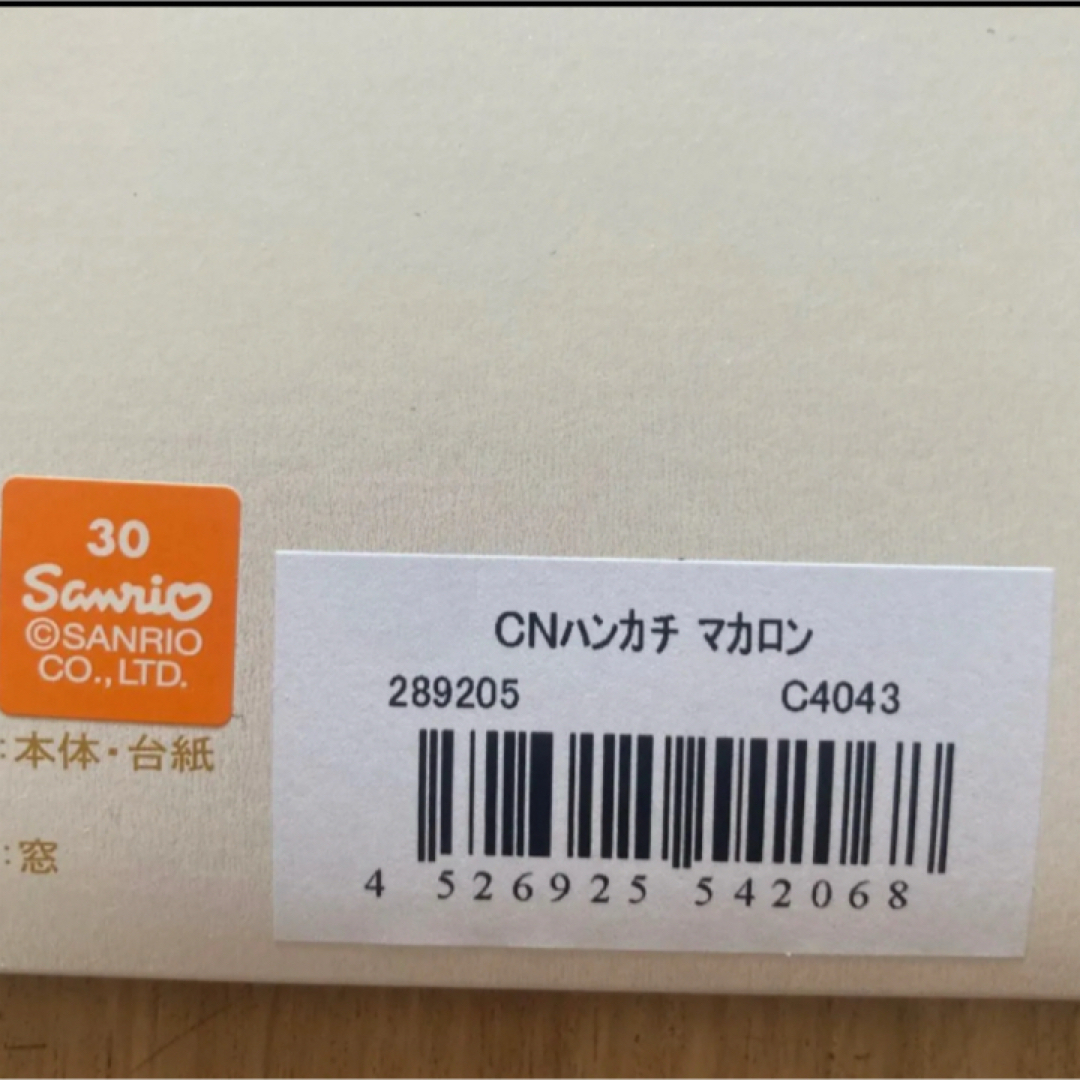 30
Sanrio
©SANRIO
CO.,LTD.
:本体・台紙
:窓
CNハンカチ マカロン
289205 C4043
4 526925 542068